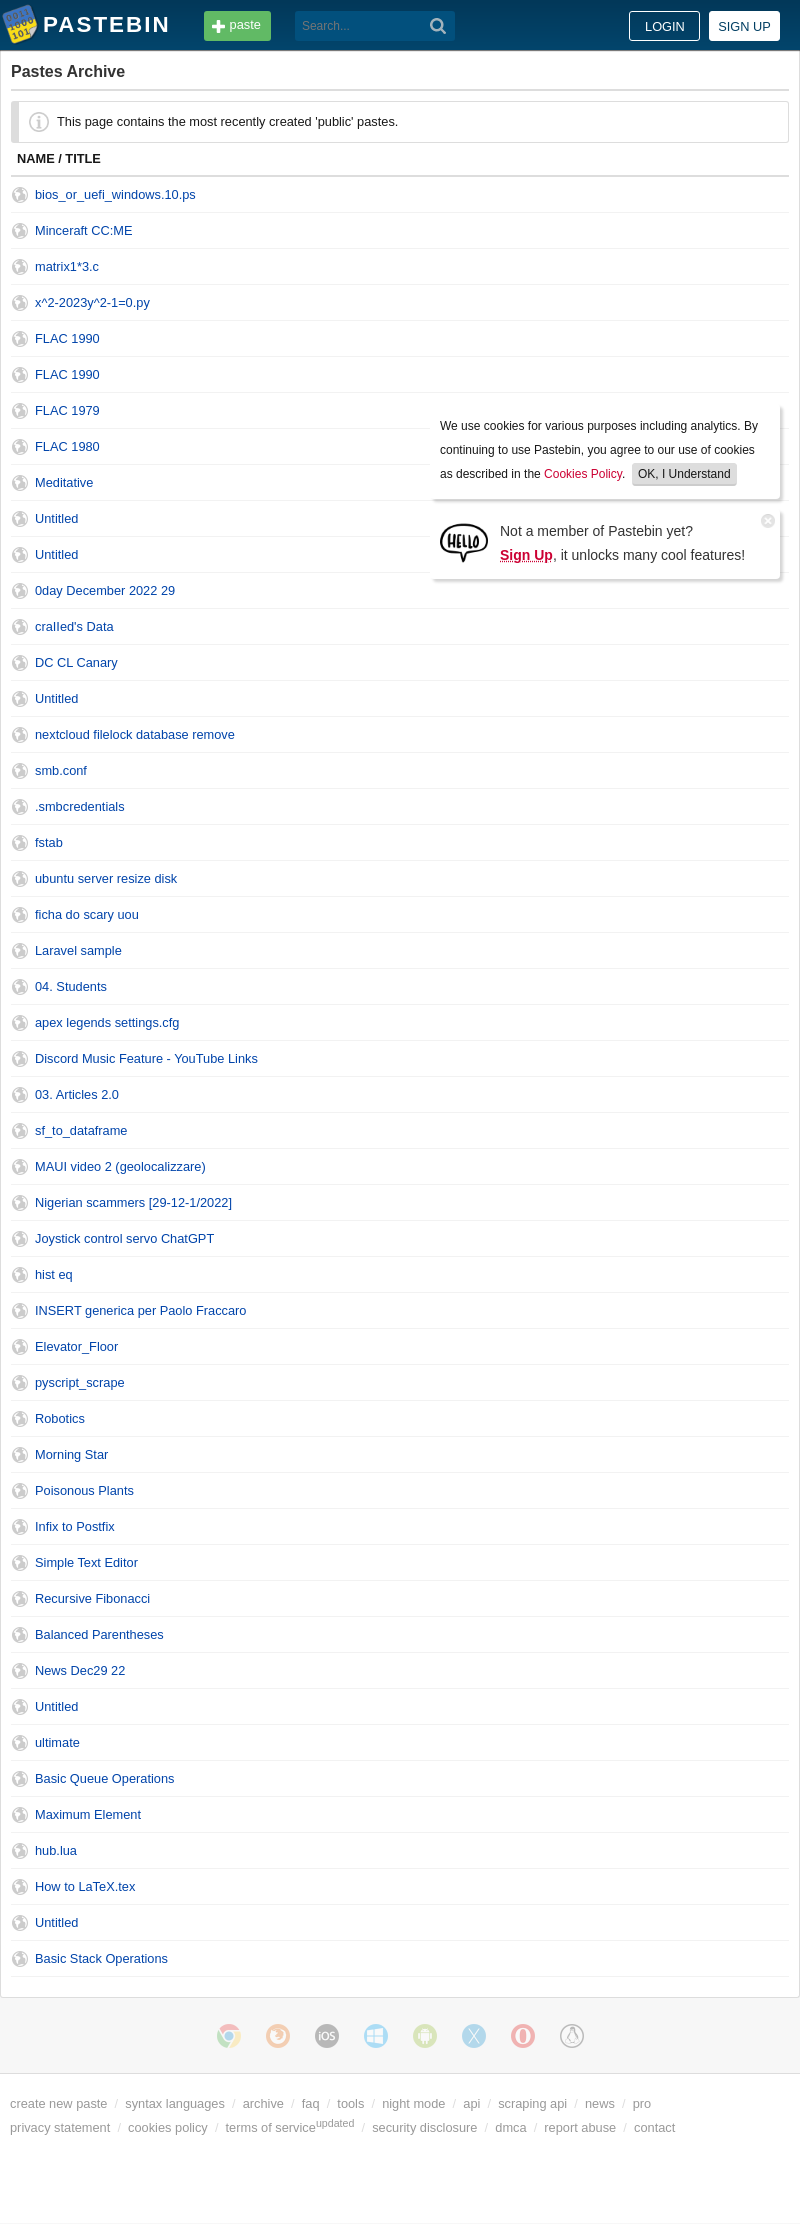 PASTEBIN paste Search... LOGIN SIGN UP
Pastes Archive
This page contains the most recently created 'public' pastes.
NAME / TITLE
bios_or_uefi_windows.10.ps
Minceraft CC:ME
matrix1*3.c
x^2-2023y^2-1=0.py
FLAC 1990
FLAC 1990
FLAC 1979
FLAC 1980
Meditative
Untitled
Untitled
We use cookies for various purposes including analytics. By
continuing to use Pastebin, you agree to our use of cookies
as described in the Cookies Policy. OK, I Understand
HELLO
Not a member of Pastebin yet?
Sign Up, it unlocks many cool features!
0day December 2022 29
craIIed's Data
DC CL Canary
Untitled
nextcloud filelock database remove
smb.conf
.smbcredentials
fstab
ubuntu server resize disk
ficha do scary uou
Laravel sample
04. Students
apex legends settings.cfg
Discord Music Feature - YouTube Links
03. Articles 2.0
sf_to_dataframe
MAUI video 2 (geolocalizzare)
Nigerian scammers [29-12-1/2022]
Joystick control servo ChatGPT
hist eq
INSERT generica per Paolo Fraccaro
Elevator_Floor
pyscript_scrape
Robotics
Morning Star
Poisonous Plants
Infix to Postfix
Simple Text Editor
Recursive Fibonacci
Balanced Parentheses
News Dec29 22
Untitled
ultimate
Basic Queue Operations
Maximum Element
hub.lua
How to LaTeX.tex
Untitled
Basic Stack Operations
iOS
create new paste / syntax languages / archive / faq / tools / night mode / api / scraping api / news / pro
privacy statement / cookies policy / terms of service updated / security disclosure / dmca / report abuse / contact